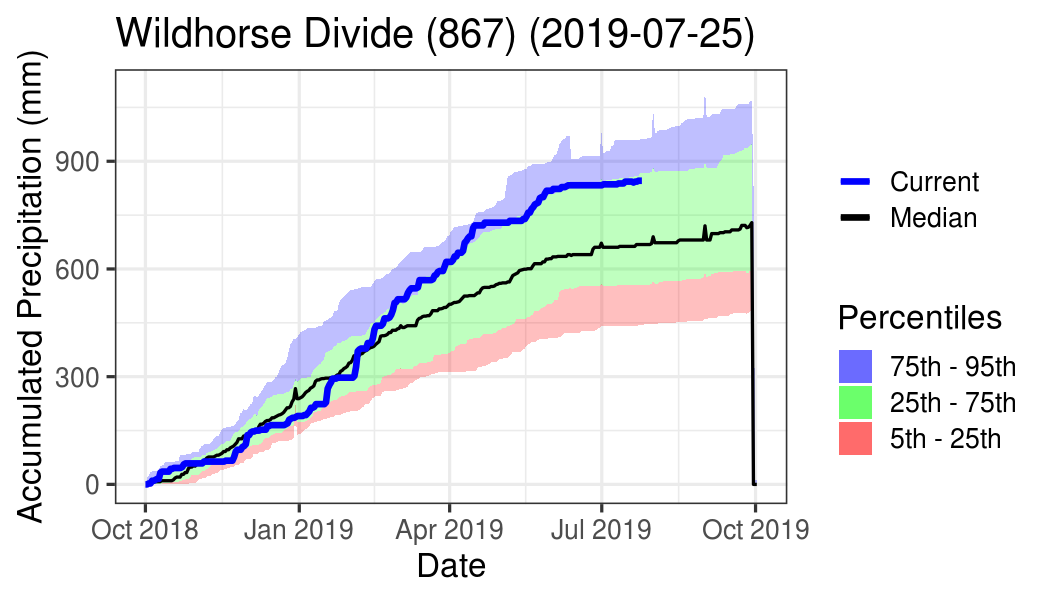 Wildhorse Divide (867) (2019-07-25)
Accumulated Precipitation (mm)
900
600
300
0
Oct 2018
Jan 2019
Apr 2019
Jul 2019
Oct 2019
Date
Current
Median
Percentiles
75th - 95th
25th - 75th
5th - 25th